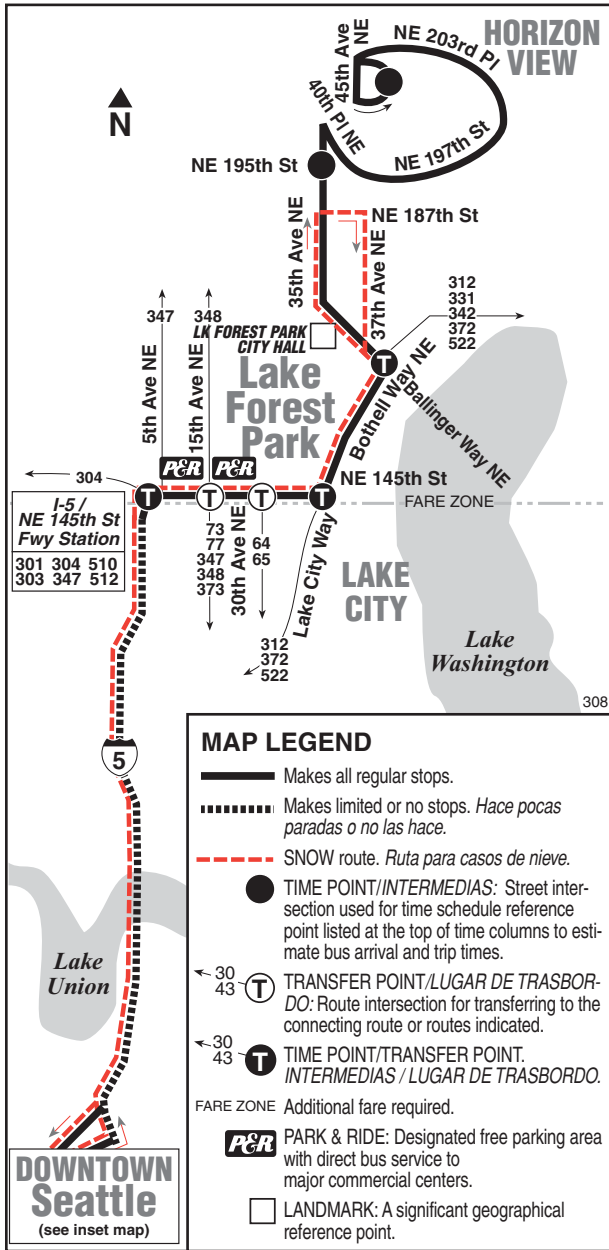 HORIZON
VIEW
45th Ave
NE
NE 203rd Pl
40th Pl NE
NE 197th St
N
NE 195th St
NE 187th St
35th Ave NE
37th Ave NE
312
331
342
372
522
347
348
LK FOREST PARK
CITY HALL
5th Ave NE
15th Ave NE
Lake
Forest
Park
Bothell Way NE
Ballinger Way NE
T
304
P&R
P&R
NE 145th St
T
T
T
T
FARE ZONE
I-5 /
NE 145th St
Fwy Station
301 304 510
303 347 512
73
77
347
348
373
30th Ave NE
64
65
Lake City Way
LAKE
CITY
312
372
522
Lake
Washington
308
5
Lake
Union
DOWNTOWN
Seattle
(see inset map)
MAP LEGEND
Makes all regular stops.
Makes limited or no stops. Hace pocas
paradas o no las hace.
SNOW route. Ruta para casos de nieve.
TIME POINT/INTERMEDIAS: Street inter-
section used for time schedule reference
point listed at the top of time columns to esti-
mate bus arrival and trip times.
30
43
T
TRANSFER POINT/LUGAR DE TRASBOR-
DO: Route intersection for transferring to the
connecting route or routes indicated.
30
43
T
TIME POINT/TRANSFER POINT.
INTERMEDIAS / LUGAR DE TRASBORDO.
FARE ZONE Additional fare required.
P&R PARK & RIDE: Designated free parking area
with direct bus service to
major commercial centers.
LANDMARK: A significant geographical
reference point.